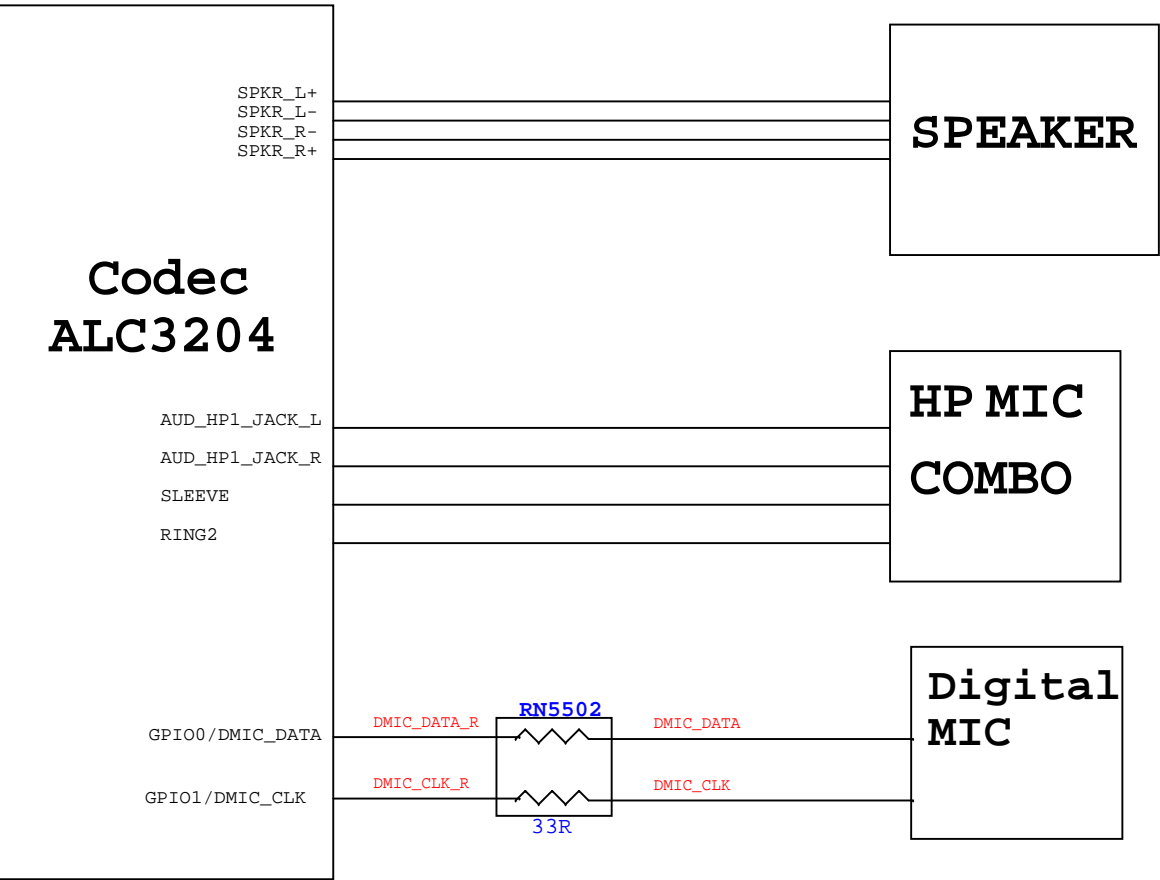 SPKR_L+
SPKR_L-
SPKR_R-
SPKR_R+
SPEAKER
Codec
ALC3204
AUD_HP1_JACK_L
AUD_HP1_JACK_R
SLEEVE
RING2
HP MIC
COMBO
GPIO0/DMIC_DATA
GPIO1/DMIC_CLK
DMIC_DATA_R
DMIC_CLK_R
RN5502
33R
DMIC_DATA
DMIC_CLK
Digital
MIC